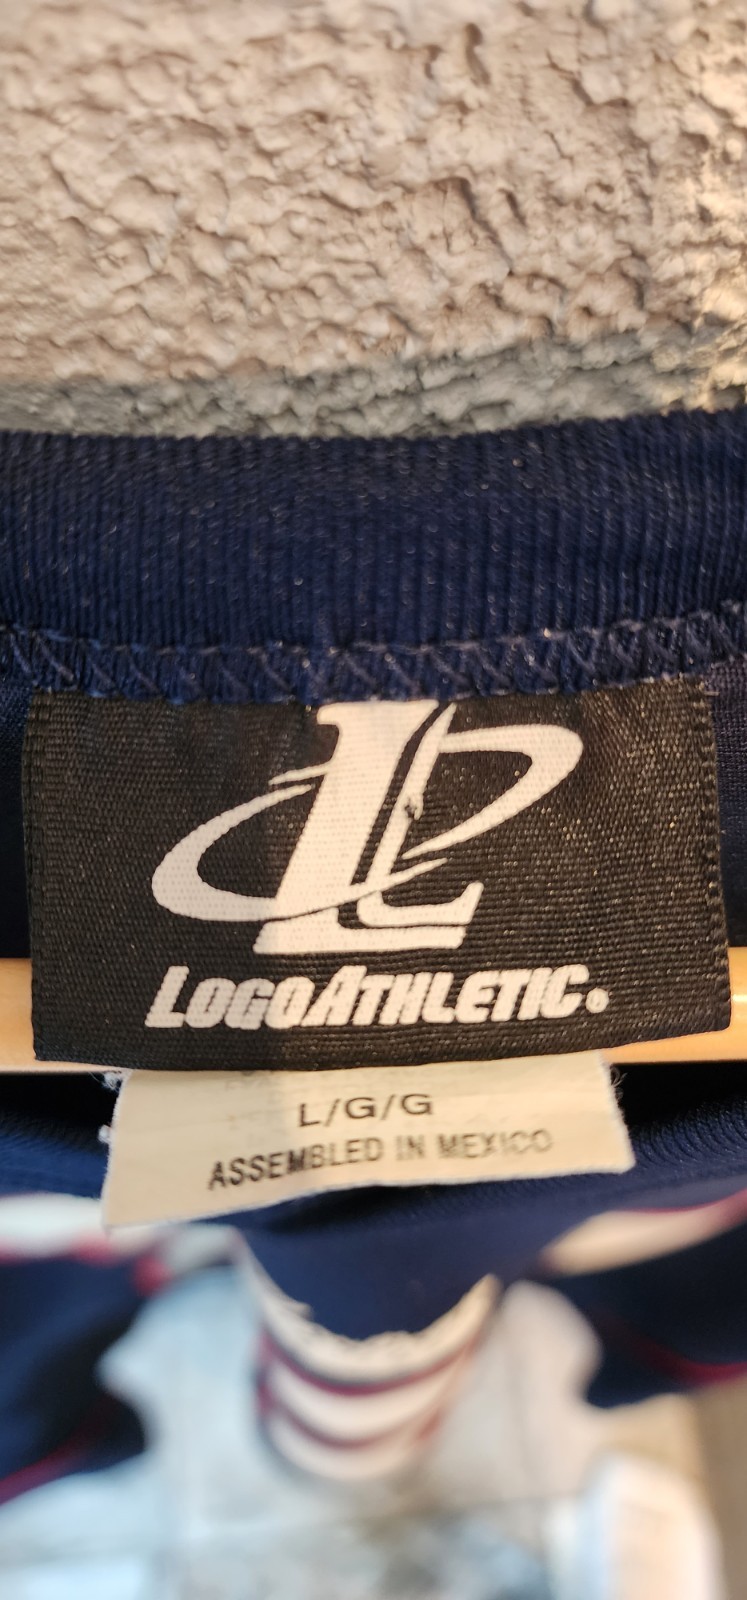 LOGOATHLETIC®
L/G/G
ASSEMBLED IN MEXICO